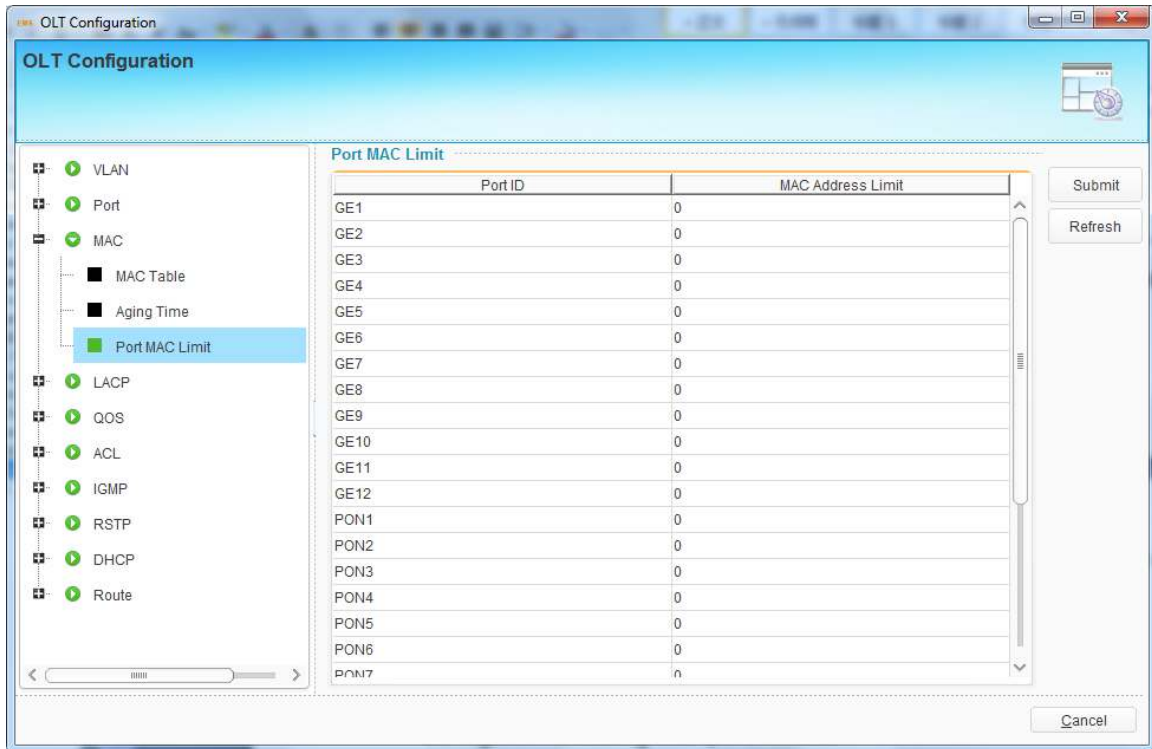 OLT Configuration
OLT Configuration
VLAN
Port
MAC
MAC Table
Aging Time
Port MAC Limit
LACP
QOS
ACL
IGMP
RSTP
DHCP
Route
Port MAC Limit
Port ID MAC Address Limit
GE1 0
GE2 0
GE3 0
GE4 0
GE5 0
GE6 0
GE7 0
GE8 0
GE9 0
GE10 0
GE11 0
GE12 0
PON1 0
PON2 0
PON3 0
PON4 0
PON5 0
PON6 0
PON7 0
Submit
Refresh
Cancel